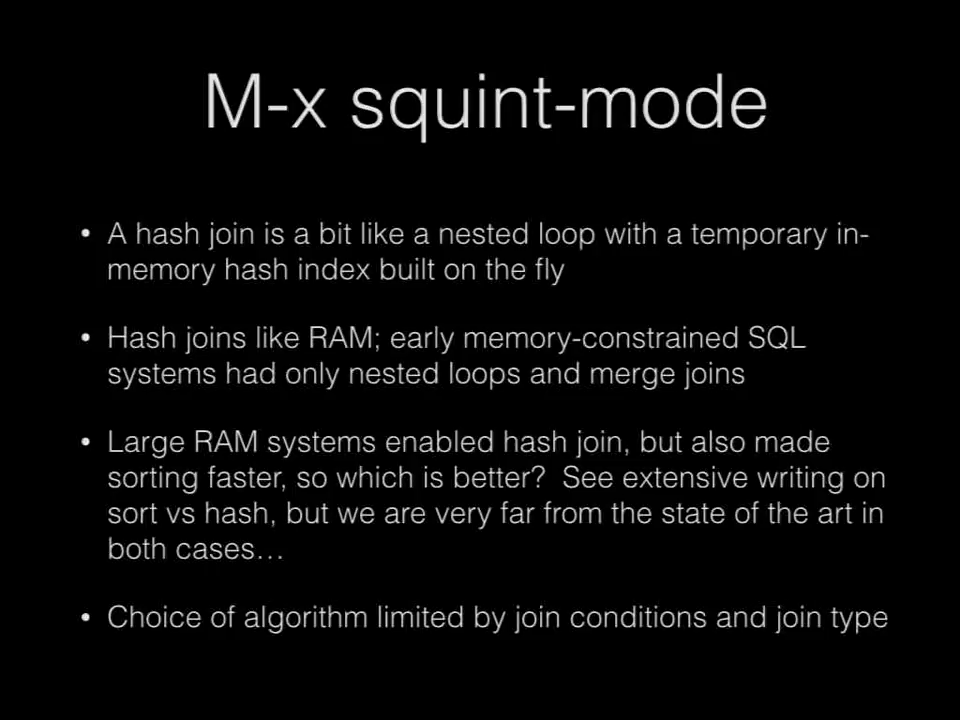 M-x squint-mode
• A hash join is a bit like a nested loop with a temporary in-
memory hash index built on the fly
• Hash joins like RAM; early memory-constrained SQL
systems had only nested loops and merge joins
• Large RAM systems enabled hash join, but also made
sorting faster, so which is better?  See extensive writing on
sort vs hash, but we are very far from the state of the art in
both cases…
• Choice of algorithm limited by join conditions and join type